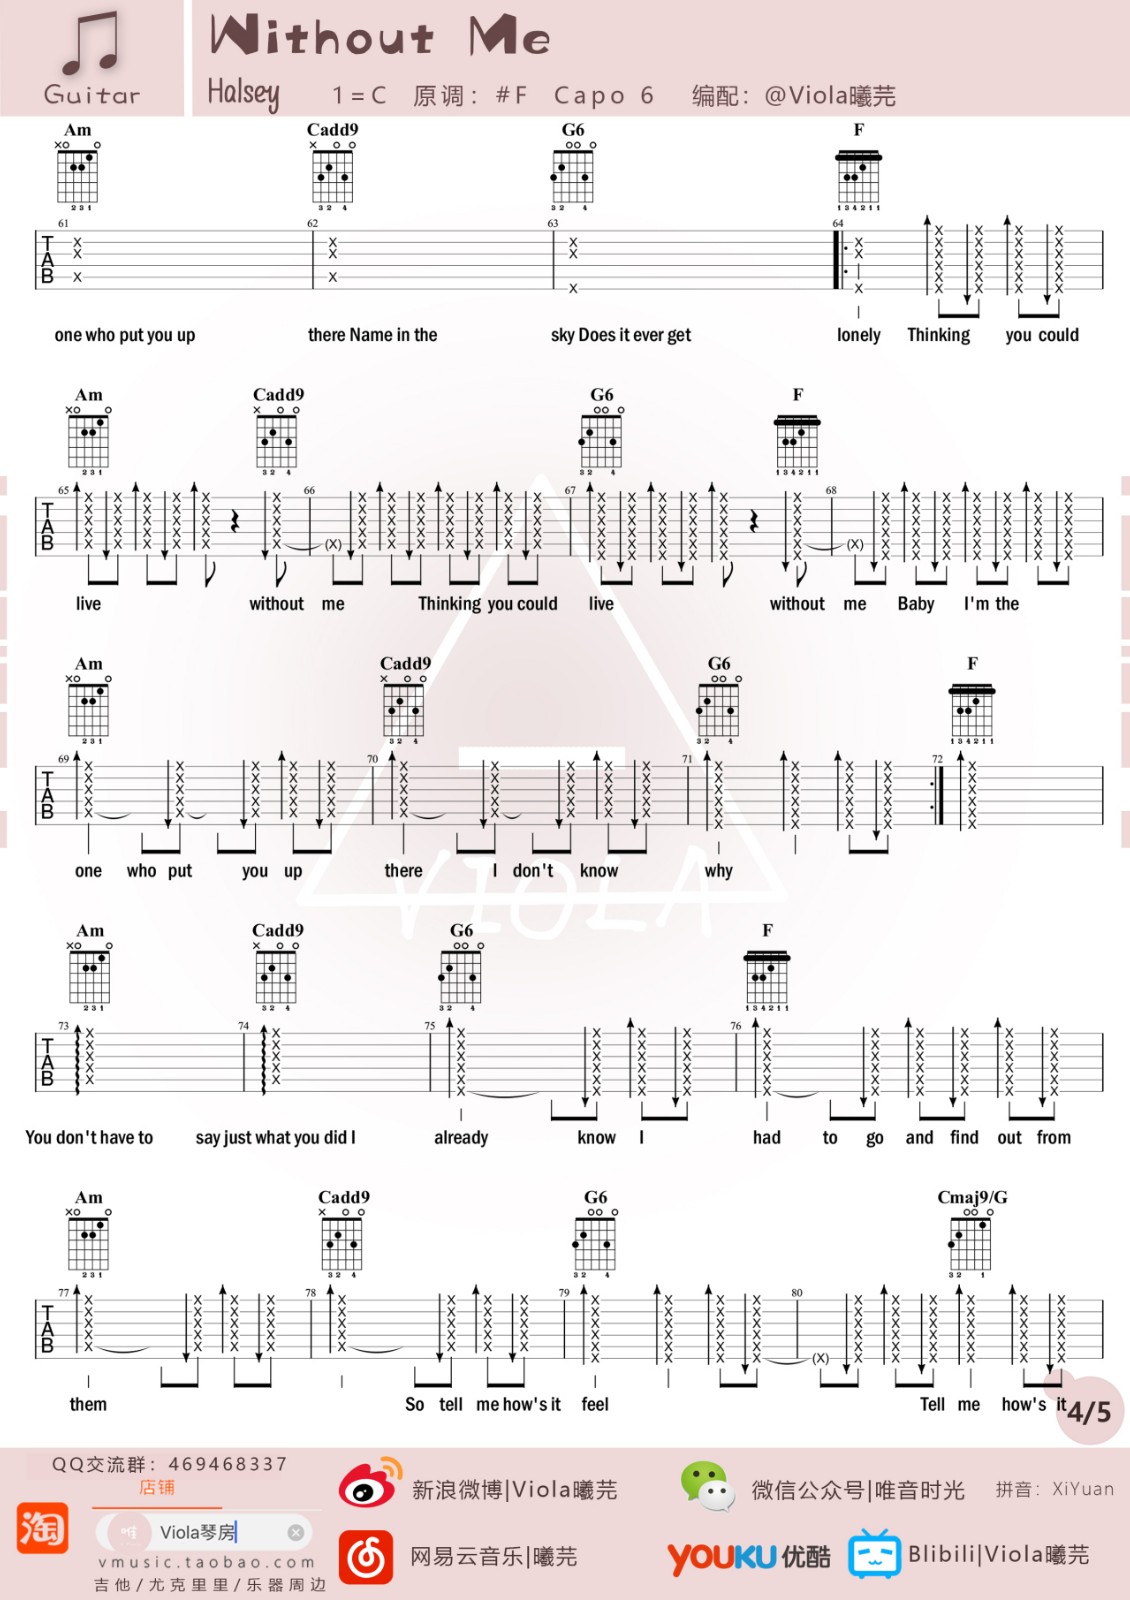 Without Me
Guitar
Halsey 1=C 原调：#F Capo 6 编配：@Viola曦芫
Am Cadd9 G6 F
61 62 63 64
one who put you up there Name in the sky Does it ever get lonely Thinking you could
Am Cadd9 G6 F
65 66 67 68
live without me Thinking you could live without me Baby I'm the
Am Cadd9 G6 F
69 70 71 72
one who put you up there I don't know why
VIOLA
Am Cadd9 G6 F
73 74 75 76
You don't have to say just what you did I already know I had to go and find out from
Am Cadd9 G6 Cmaj9/G
77 78 79 80
them So tell me how's it feel Tell me how's it
4/5
QQ交流群：469468337
店铺
淘
Viola琴房
vmusic.taobao.com
吉他/尤克里里/乐器周边
新浪微博|Viola曦芫
微信公众号|唯音时光 拼音：XiYuan
网易云音乐|曦芫
YOUKU优酷
Blibili|Viola曦芫